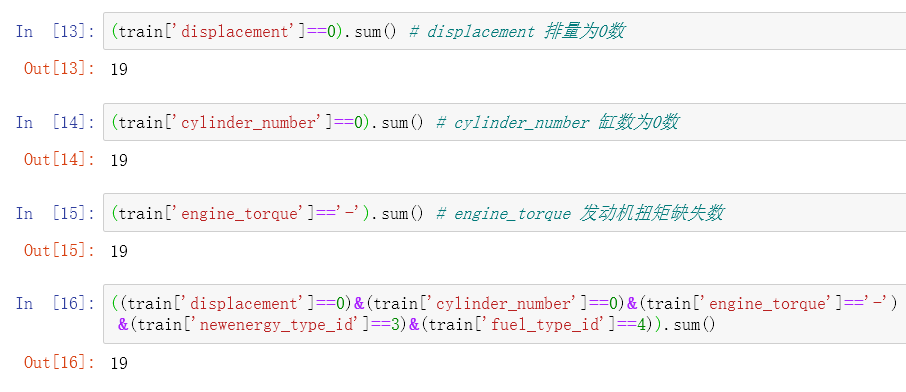 In [13]: (train['displacement']==0).sum() # displacement 排量为0数
Out[13]: 19
In [14]: (train['cylinder_number']==0).sum() # cylinder_number 缸数为0数
Out[14]: 19
In [15]: (train['engine_torque']=='-').sum() # engine_torque 发动机扭矩缺失数
Out[15]: 19
In [16]: ((train['displacement']==0)&(train['cylinder_number']==0)&(train['engine_torque']=='-')
&(train['newenergy_type_id']==3)&(train['fuel_type_id']==4)).sum()
Out[16]: 19